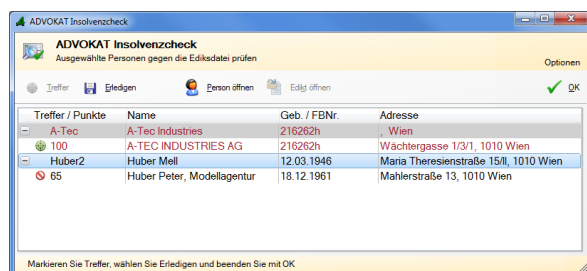 ADVOKAT Insolvenzcheck
ADVOKAT Insolvenzcheck
Ausgewählte Personen gegen die Ediksdatei prüfen
Optionen
Treffer Erledigen Person öffnen Edikt öffnen OK
Treffer / Punkte Name Geb. / FBNr. Adresse
A-Tec A-Tec Industries 216262h , Wien
100 A-TEC INDUSTRIES AG 216262h Wächtergasse 1/3/1, 1010 Wien
Huber2 Huber Mell 12.03.1946 Maria Theresienstraße 15/II, 1010 Wien
65 Huber Peter, Modellagentur 18.12.1961 Mahlerstraße 13, 1010 Wien
Markieren Sie Treffer, wählen Sie Erledigen und beenden Sie mit OK